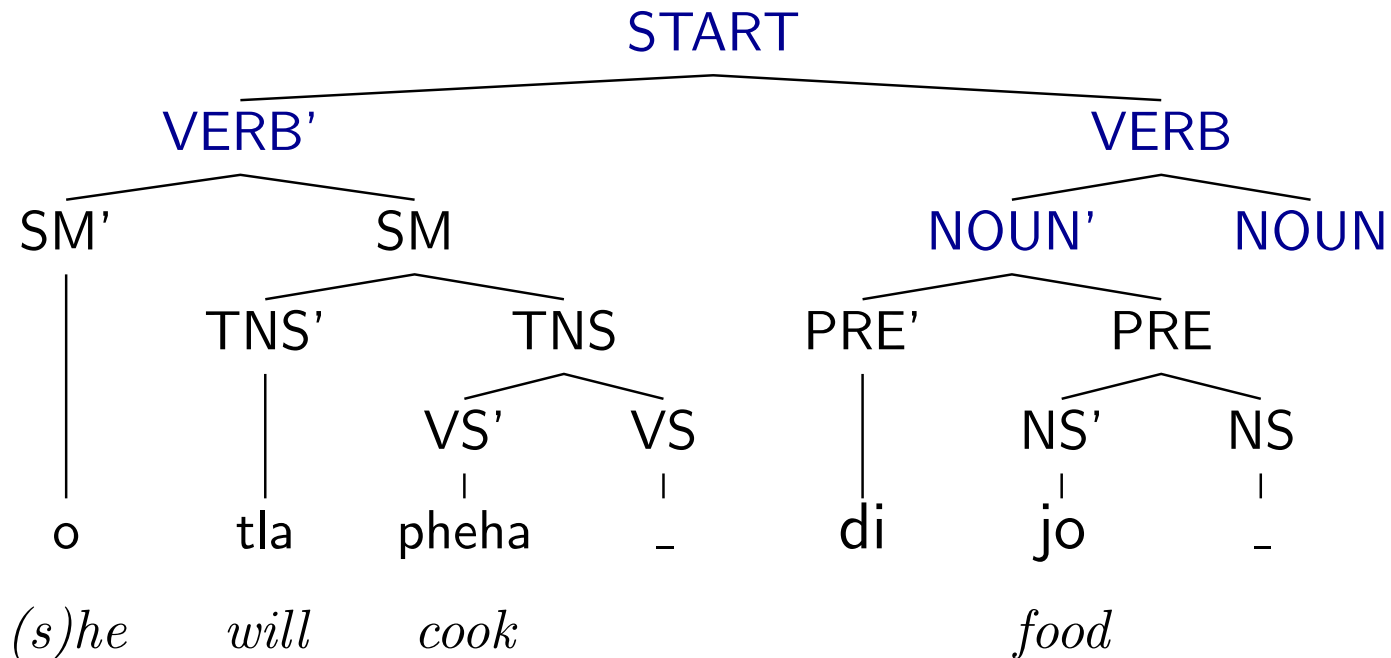 START
VERB' VERB
SM' SM NOUN' NOUN
TNS' TNS PRE' PRE
VS' VS NS' NS
o tla pheha _ di jo _
(s)he will cook food